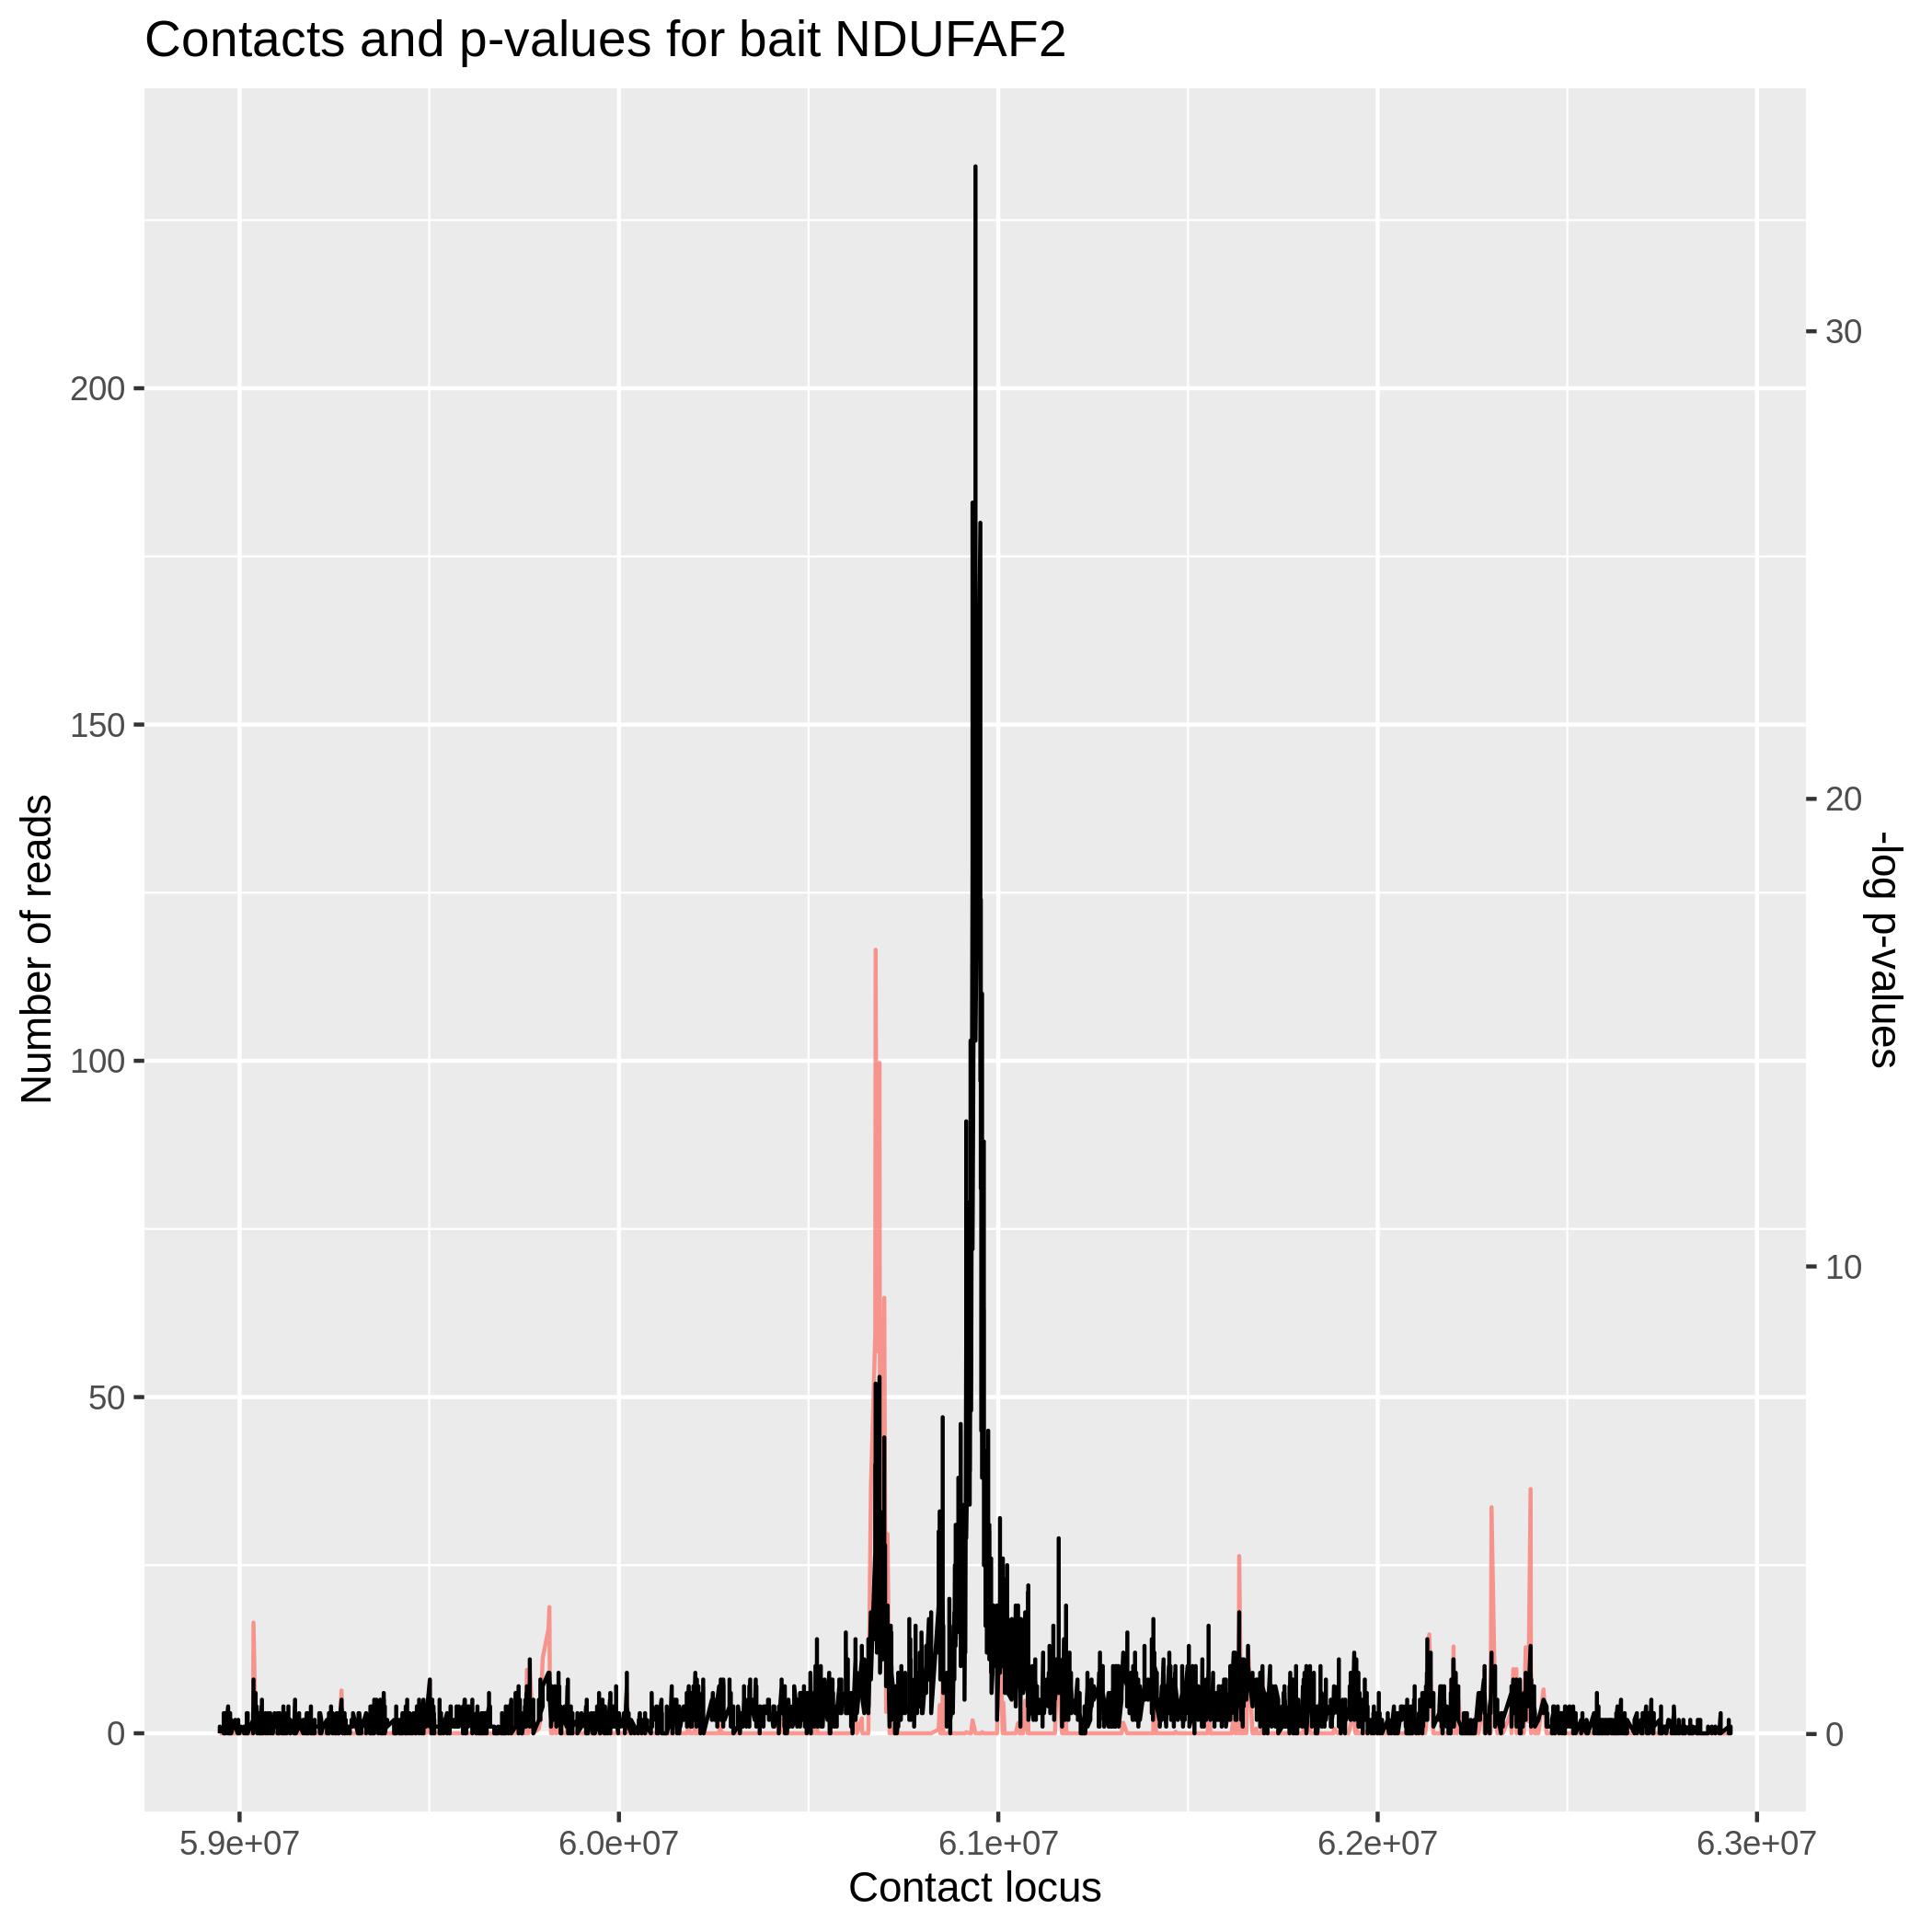 Contacts and p-values for bait NDUFAF2
Number of reads
200
150
100
50
0
30
20
10
0
-log p-values
5.9e+07 6.0e+07 6.1e+07 6.2e+07 6.3e+07
Contact locus